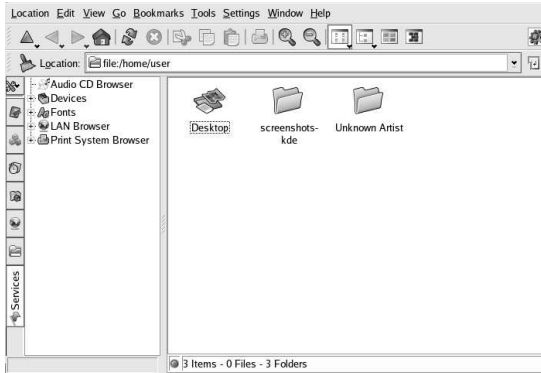 Location Edit View Go Bookmarks Tools Settings Window Help
Location: file:/home/user
Audio CD Browser
Devices
Fonts
LAN Browser
Print System Browser
Services
Desktop
screenshots-
kde
Unknown Artist
3 Items - 0 Files - 3 Folders